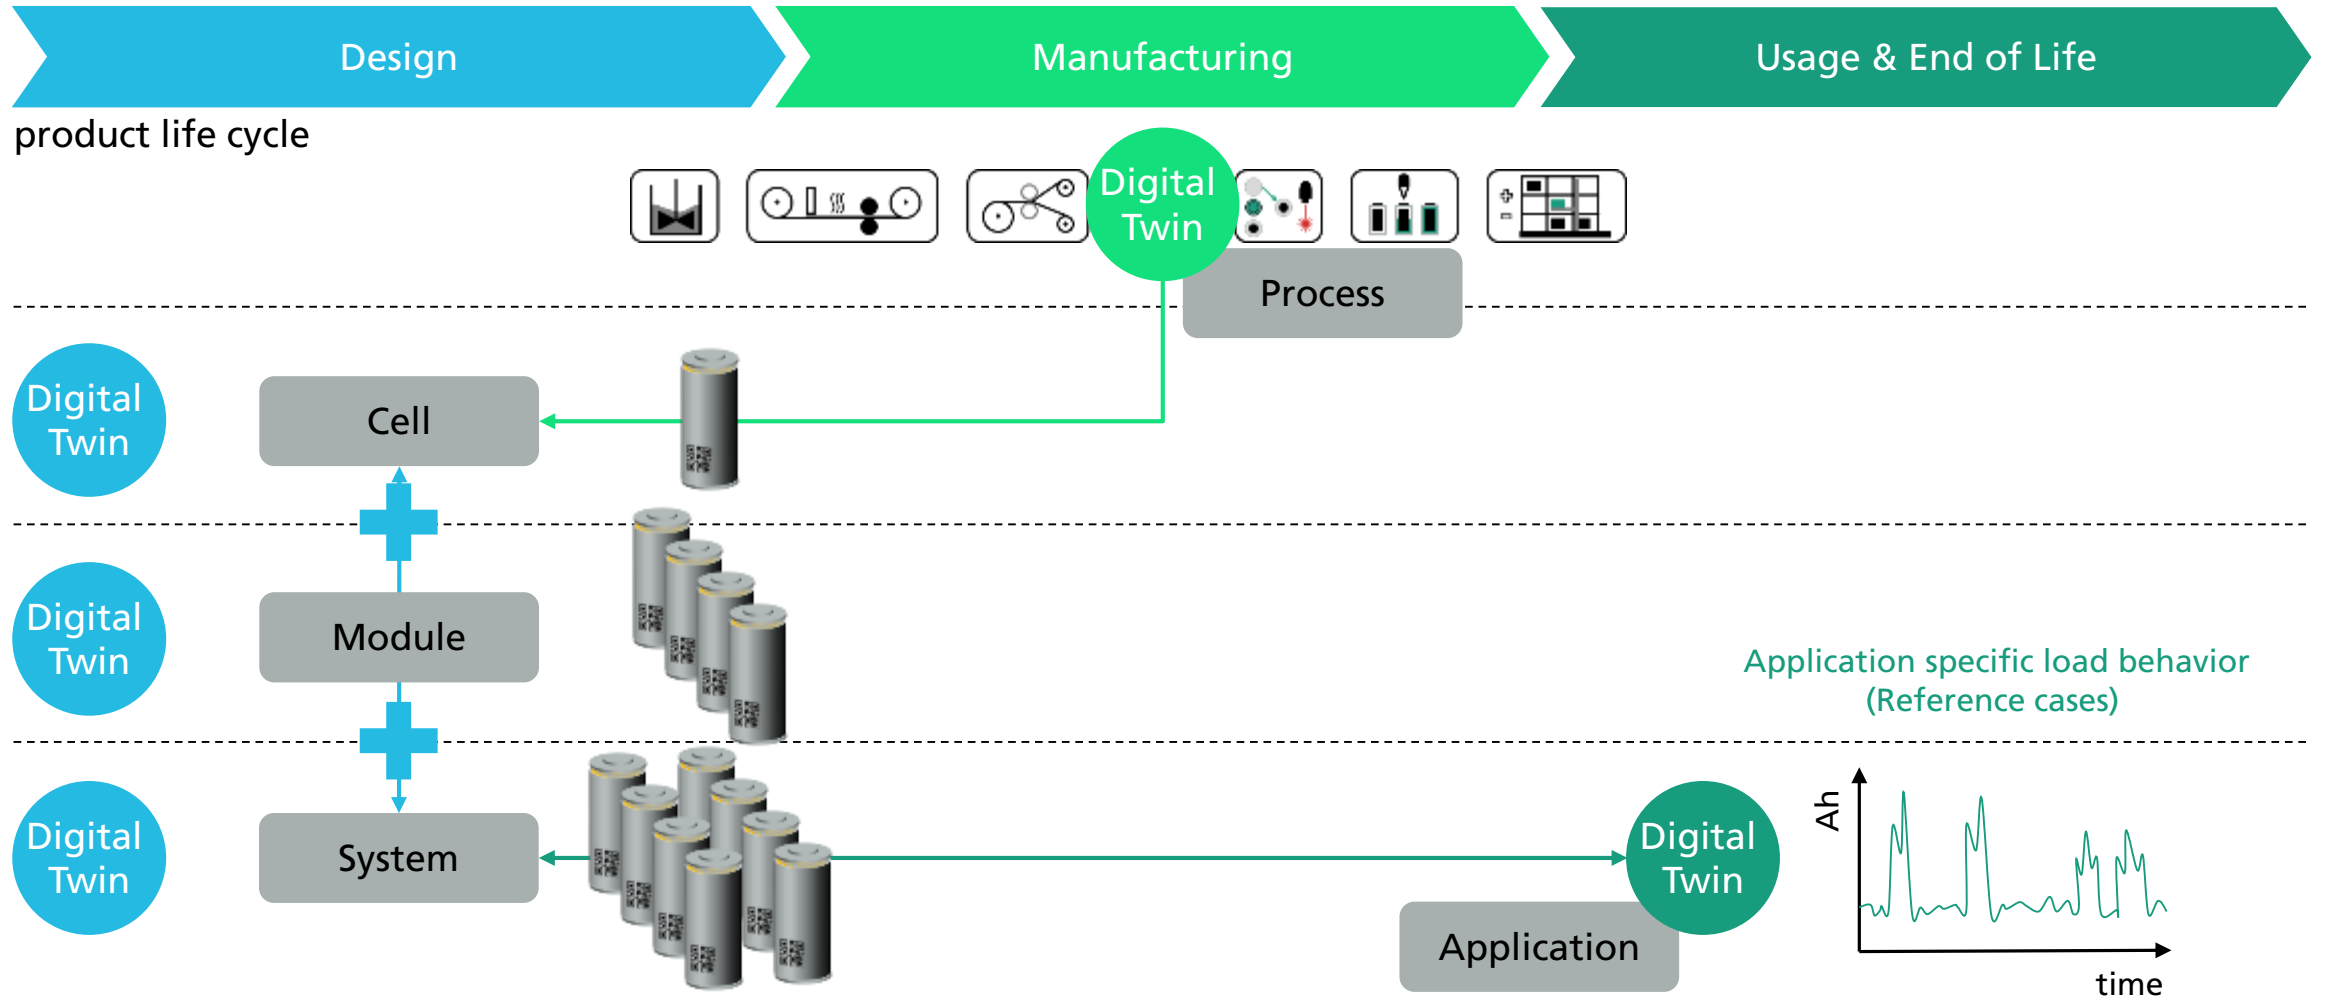 Design
Manufacturing
Usage & End of Life
product life cycle
Digital
Twin
Process
Digital
Twin
Cell
Digital
Twin
Module
Application specific load behavior
(Reference cases)
Digital
Twin
System
Digital
Twin
Application
Ah
time